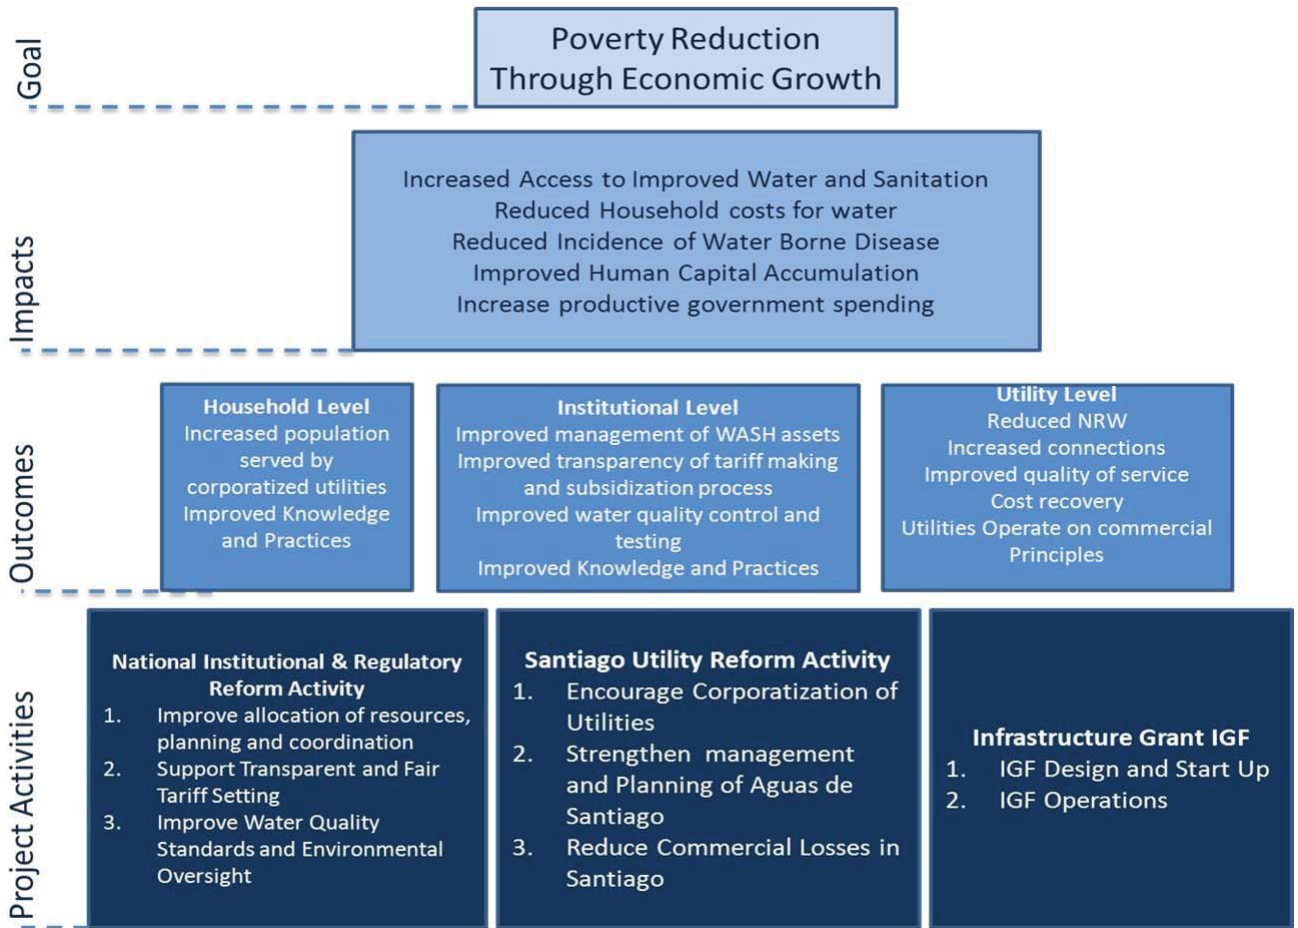 Goal
Poverty Reduction
Through Economic Growth
Impacts
Increased Access to Improved Water and Sanitation
Reduced Household costs for water
Reduced Incidence of Water Borne Disease
Improved Human Capital Accumulation
Increase productive government spending
Outcomes
Household Level
Increased population
served by
corporatized utilities
Improved Knowledge
and Practices
Institutional Level
Improved management of WASH assets
Improved transparency of tariff making
and subsidization process
Improved water quality control and
testing
Improved Knowledge and Practices
Utility Level
Reduced NRW
Increased connections
Improved quality of service
Cost recovery
Utilities Operate on commercial
Principles
Project Activities
National Institutional & Regulatory
Reform Activity
1. Improve allocation of resources,
planning and coordination
2. Support Transparent and Fair
Tariff Setting
3. Improve Water Quality
Standards and Environmental
Oversight
Santiago Utility Reform Activity
1. Encourage Corporatization of
Utilities
2. Strengthen management
and Planning of Aguas de
Santiago
3. Reduce Commercial Losses in
Santiago
Infrastructure Grant IGF
1. IGF Design and Start Up
2. IGF Operations